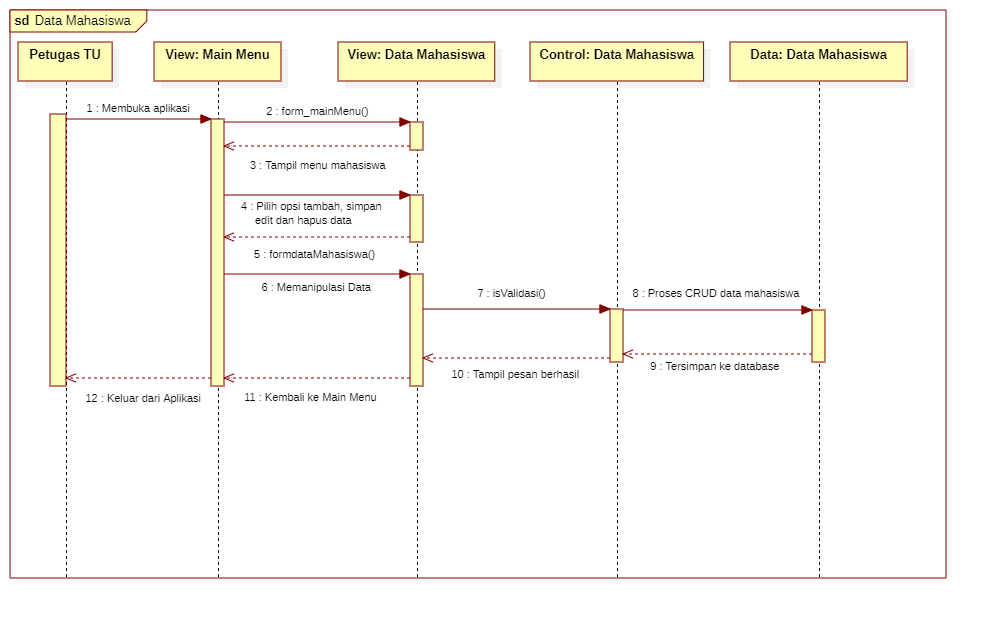 sd Data Mahasiswa
Petugas TU
View: Main Menu
View: Data Mahasiswa
Control: Data Mahasiswa
Data: Data Mahasiswa
1 : Membuka aplikasi
2 : form_mainMenu()
3 : Tampil menu mahasiswa
4 : Pilih opsi tambah, simpan
edit dan hapus data
5 : formdataMahasiswa()
6 : Memanipulasi Data
7 : isValidasi()
8 : Proses CRUD data mahasiswa
9 : Tersimpan ke database
10 : Tampil pesan berhasil
11 : Kembali ke Main Menu
12 : Keluar dari Aplikasi